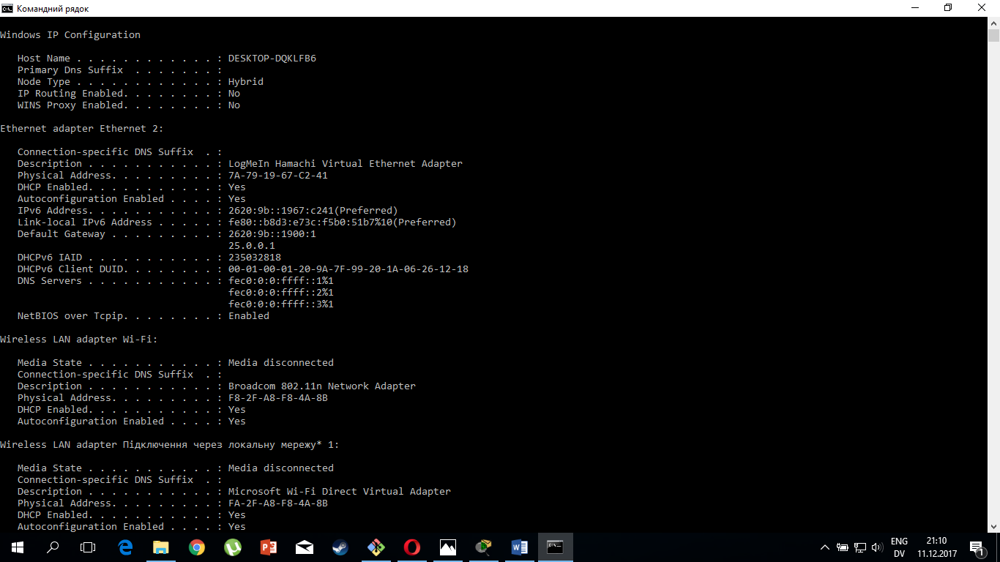 Командний рядок
Windows IP Configuration
Host Name . . . . . . . . . . . . : DESKTOP-DQKLFB6
Primary Dns Suffix  . . . . . . . :
Node Type . . . . . . . . . . . . : Hybrid
IP Routing Enabled. . . . . . . . : No
WINS Proxy Enabled. . . . . . . . : No
Ethernet adapter Ethernet 2:
Connection-specific DNS Suffix  . :
Description . . . . . . . . . . . : LogMeIn Hamachi Virtual Ethernet Adapter
Physical Address. . . . . . . . . : 7A-79-19-67-C2-41
DHCP Enabled. . . . . . . . . . . : Yes
Autoconfiguration Enabled . . . . : Yes
IPv6 Address. . . . . . . . . . . : 2620:9b::1967:c241(Preferred)
Link-local IPv6 Address . . . . . : fe80::b8d3:e73c:f5b0:51b7%10(Preferred)
Default Gateway . . . . . . . . . : 2620:9b::1900:1
25.0.0.1
DHCPv6 IAID . . . . . . . . . . . : 235032818
DHCPv6 Client DUID. . . . . . . . : 00-01-00-01-20-9A-7F-99-20-1A-06-26-12-18
DNS Servers . . . . . . . . . . . : fec0:0:0:ffff::1%1
fec0:0:0:ffff::2%1
fec0:0:0:ffff::3%1
NetBIOS over Tcpip. . . . . . . . : Enabled
Wireless LAN adapter Wi-Fi:
Media State . . . . . . . . . . . : Media disconnected
Connection-specific DNS Suffix  . :
Description . . . . . . . . . . . : Broadcom 802.11n Network Adapter
Physical Address. . . . . . . . . : F8-2F-A8-F8-4A-8B
DHCP Enabled. . . . . . . . . . . : Yes
Autoconfiguration Enabled . . . . : Yes
Wireless LAN adapter Підключення через локальну мережу* 1:
Media State . . . . . . . . . . . : Media disconnected
Connection-specific DNS Suffix  . :
Description . . . . . . . . . . . : Microsoft Wi-Fi Direct Virtual Adapter
Physical Address. . . . . . . . . : FA-2F-A8-F8-4A-8B
DHCP Enabled. . . . . . . . . . . : Yes
Autoconfiguration Enabled . . . . : Yes
ENG 21:10
DV 11.12.2017 1